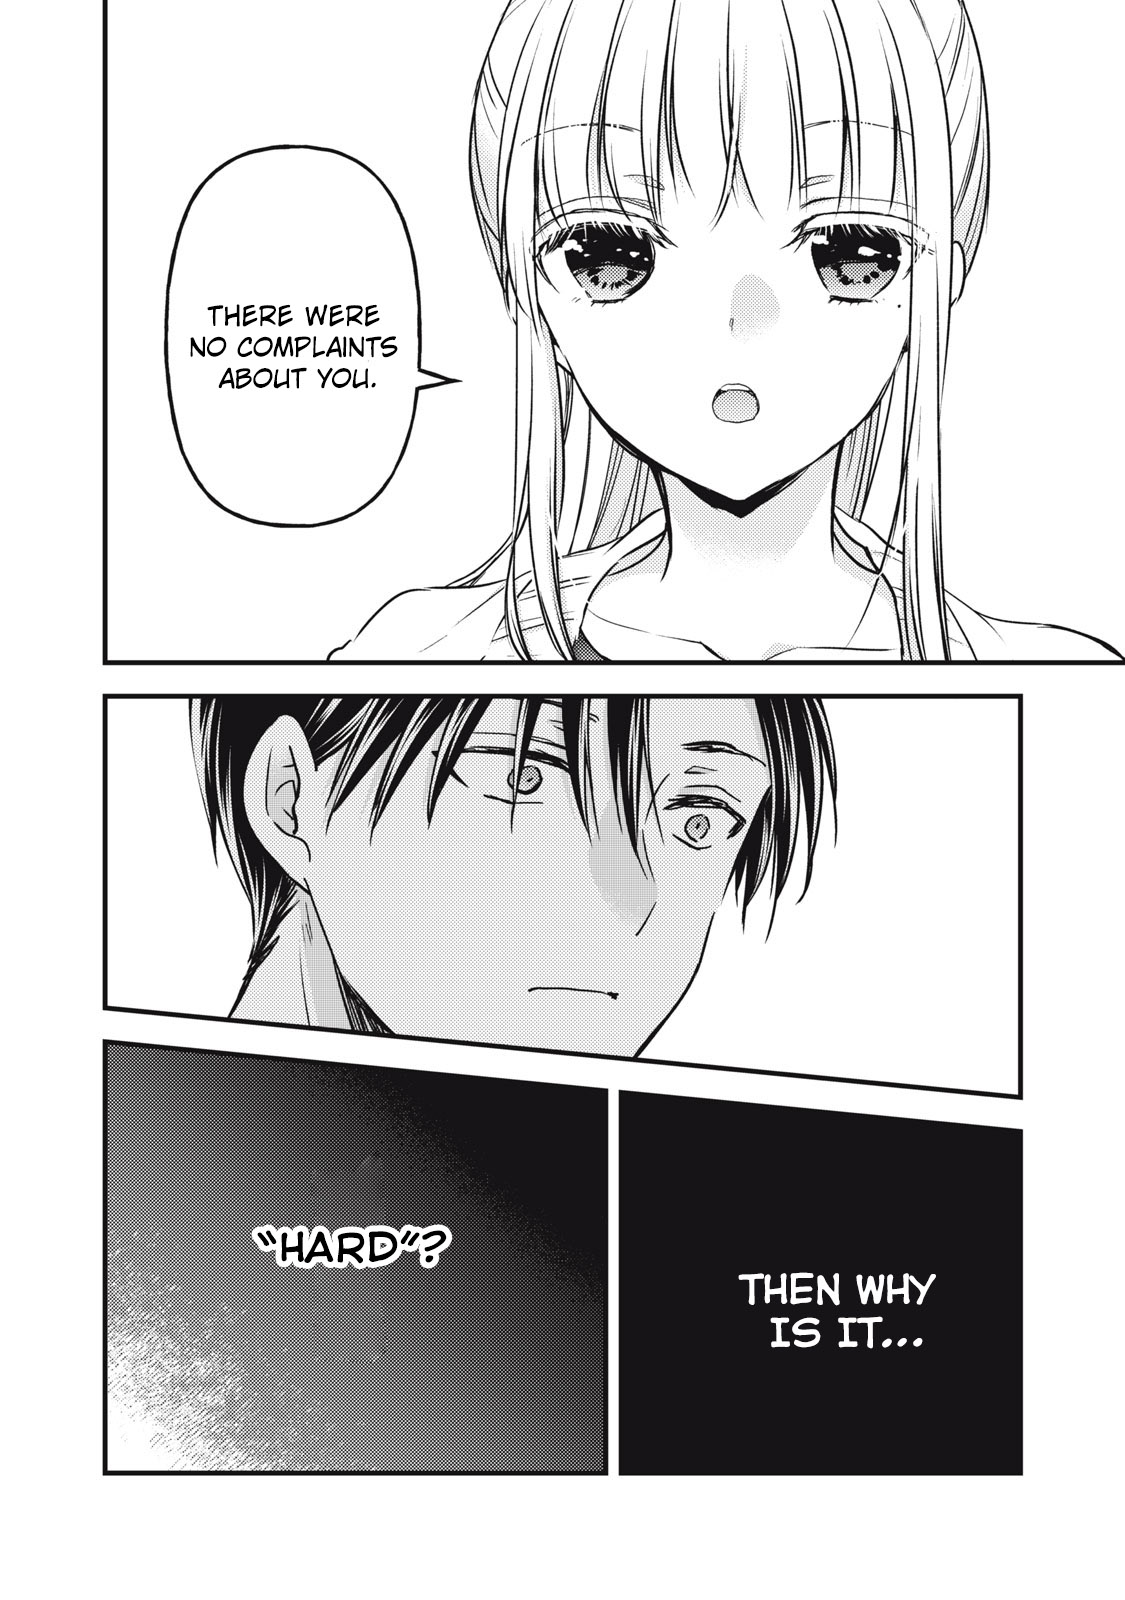 THERE WERE
NO COMPLAINTS
ABOUT YOU.
THEN WHY
IS IT...
"HARD"?